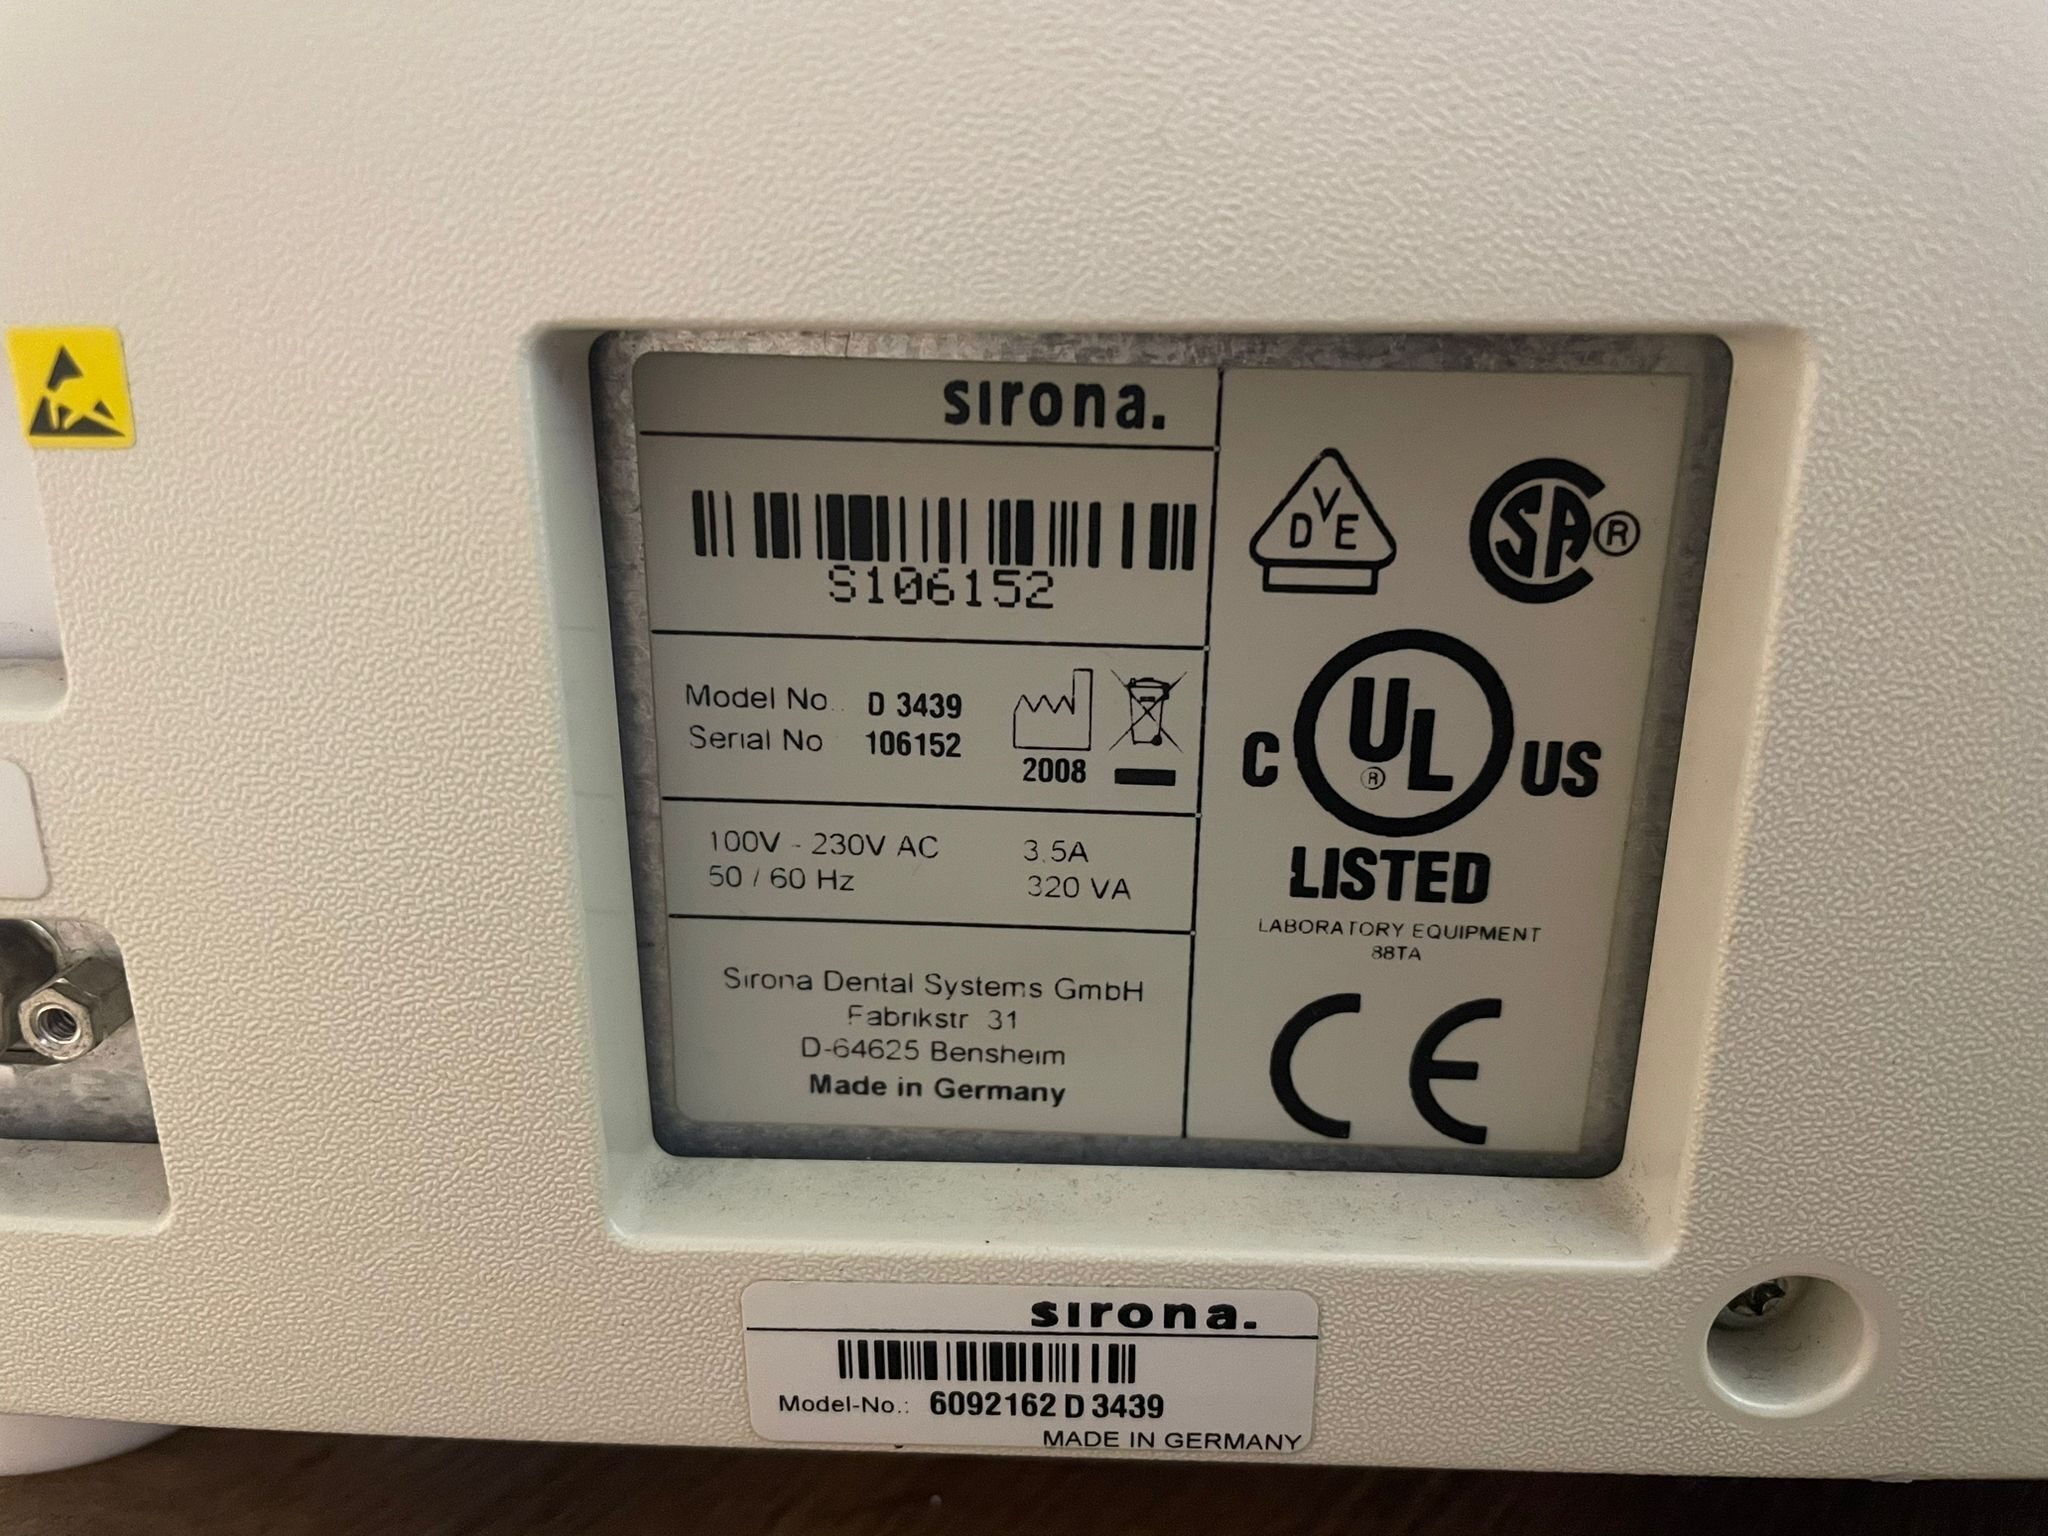 sirona.
S106152
Model No. D 3439
Serial No 106152
2008
100V - 230V AC 3.5A
50 / 60 Hz 320 VA
Sirona Dental Systems GmbH
Fabrikstr 31
D-64625 Bensheim
Made in Germany
DVE
SA®
C UL® US
LISTED
LABORATORY EQUIPMENT
88TA
CE
sirona.
Model-No.: 6092162 D 3439
MADE IN GERMANY